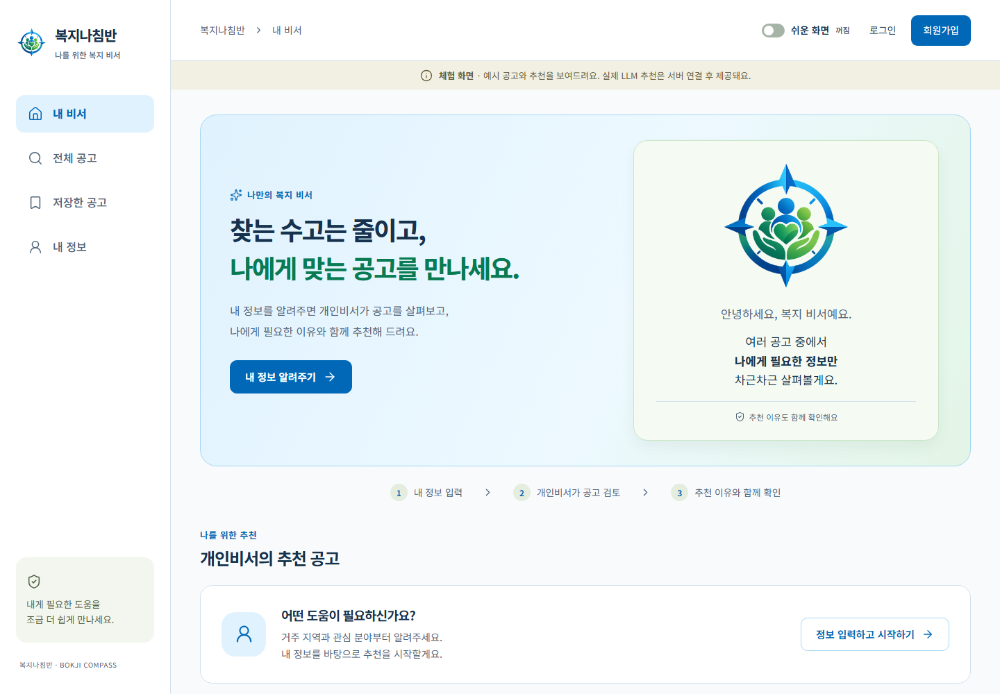 복지나침반
나를 위한 복지 비서
내 비서
전체 공고
저장한 공고
내 정보
내게 필요한 도움을
조금 더 쉽게 만나세요.
복지나침반 · BOKJI COMPASS
복지나침반 > 내 비서
쉬운 화면 꺼짐
로그인
회원가입
체험 화면 · 예시 공고와 추천을 보여드려요. 실제 LLM 추천은 서버 연결 후 제공돼요.
나만의 복지 비서
찾는 수고는 줄이고,
나에게 맞는 공고를 만나세요.
내 정보를 알려주면 개인비서가 공고를 살펴보고,
나에게 필요한 이유와 함께 추천해 드려요.
내 정보 알려주기
안녕하세요, 복지 비서예요.
여러 공고 중에서
나에게 필요한 정보만
차근차근 살펴볼게요.
추천 이유도 함께 확인해요
1 내 정보 입력 > 2 개인비서가 공고 검토 > 3 추천 이유와 함께 확인
나를 위한 추천
개인비서의 추천 공고
어떤 도움이 필요하신가요?
거주 지역과 관심 분야부터 알려주세요.
내 정보를 바탕으로 추천을 시작할게요.
정보 입력하고 시작하기